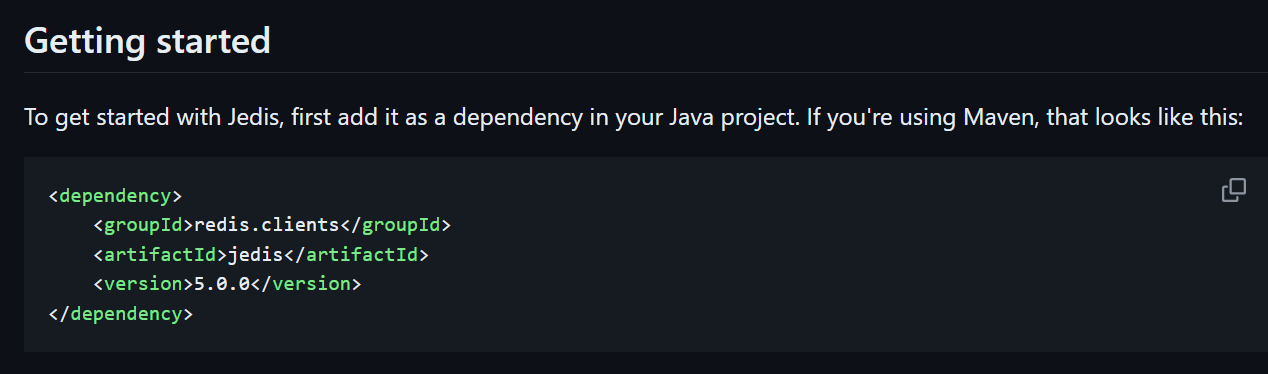 Getting started
To get started with Jedis, first add it as a dependency in your Java project. If you're using Maven, that looks like this:
<dependency>
    <groupId>redis.clients</groupId>
    <artifactId>jedis</artifactId>
    <version>5.0.0</version>
</dependency>